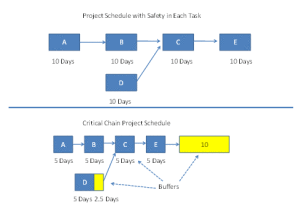 Project Schedule with Safety in Each Task
A B C E
10 Days 10 Days 10 Days 10 Days
D
10 Days
Critical Chain Project Schedule
A B C E 10
5 Days 5 Days 5 Days 5 Days
D
Buffers
5 Days 2.5 Days